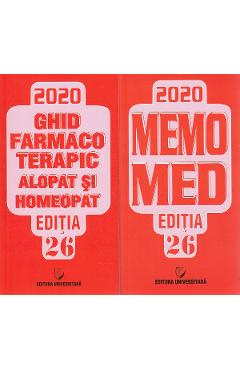 2020
GHID
FARMACO
TERAPIC
ALOPAT ȘI
HOMEOPAT
EDIȚIA
26
EDITURA UNIVERSITARĂ
2020
MEMO
MED
EDIȚIA
26
EDITURA UNIVERSITARĂ